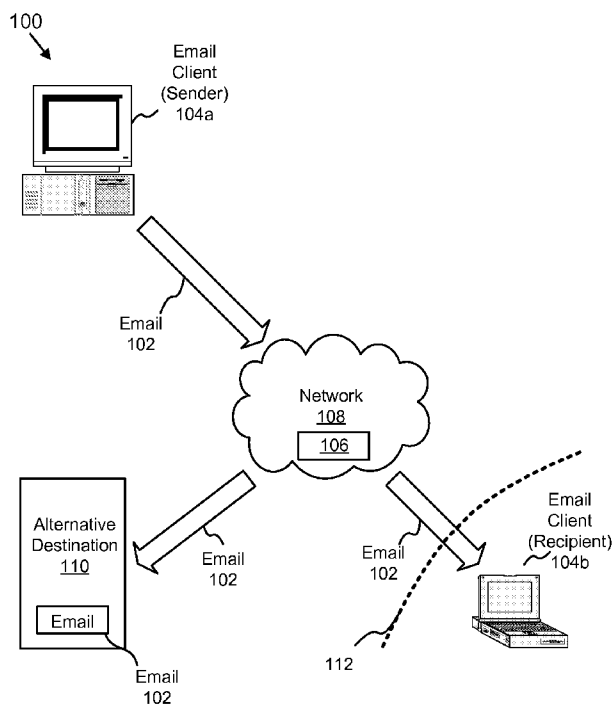 100
Email
Client
(Sender)
104a
Email
102
Network
108
106
Alternative
Destination
110
Email
Email
102
Email
102
Email
102
Email
Client
(Recipient)
104b
112